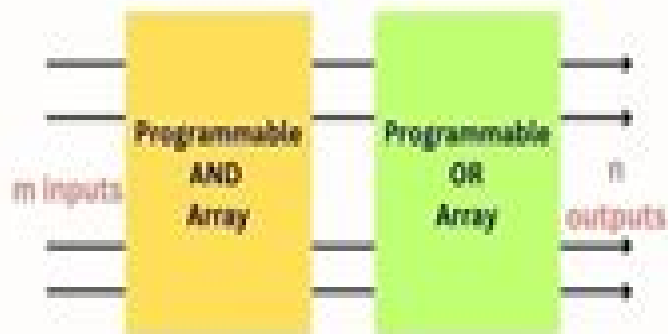 m inputs
Programmable
AND
Array
Programmable
OR
Array
n
outputs